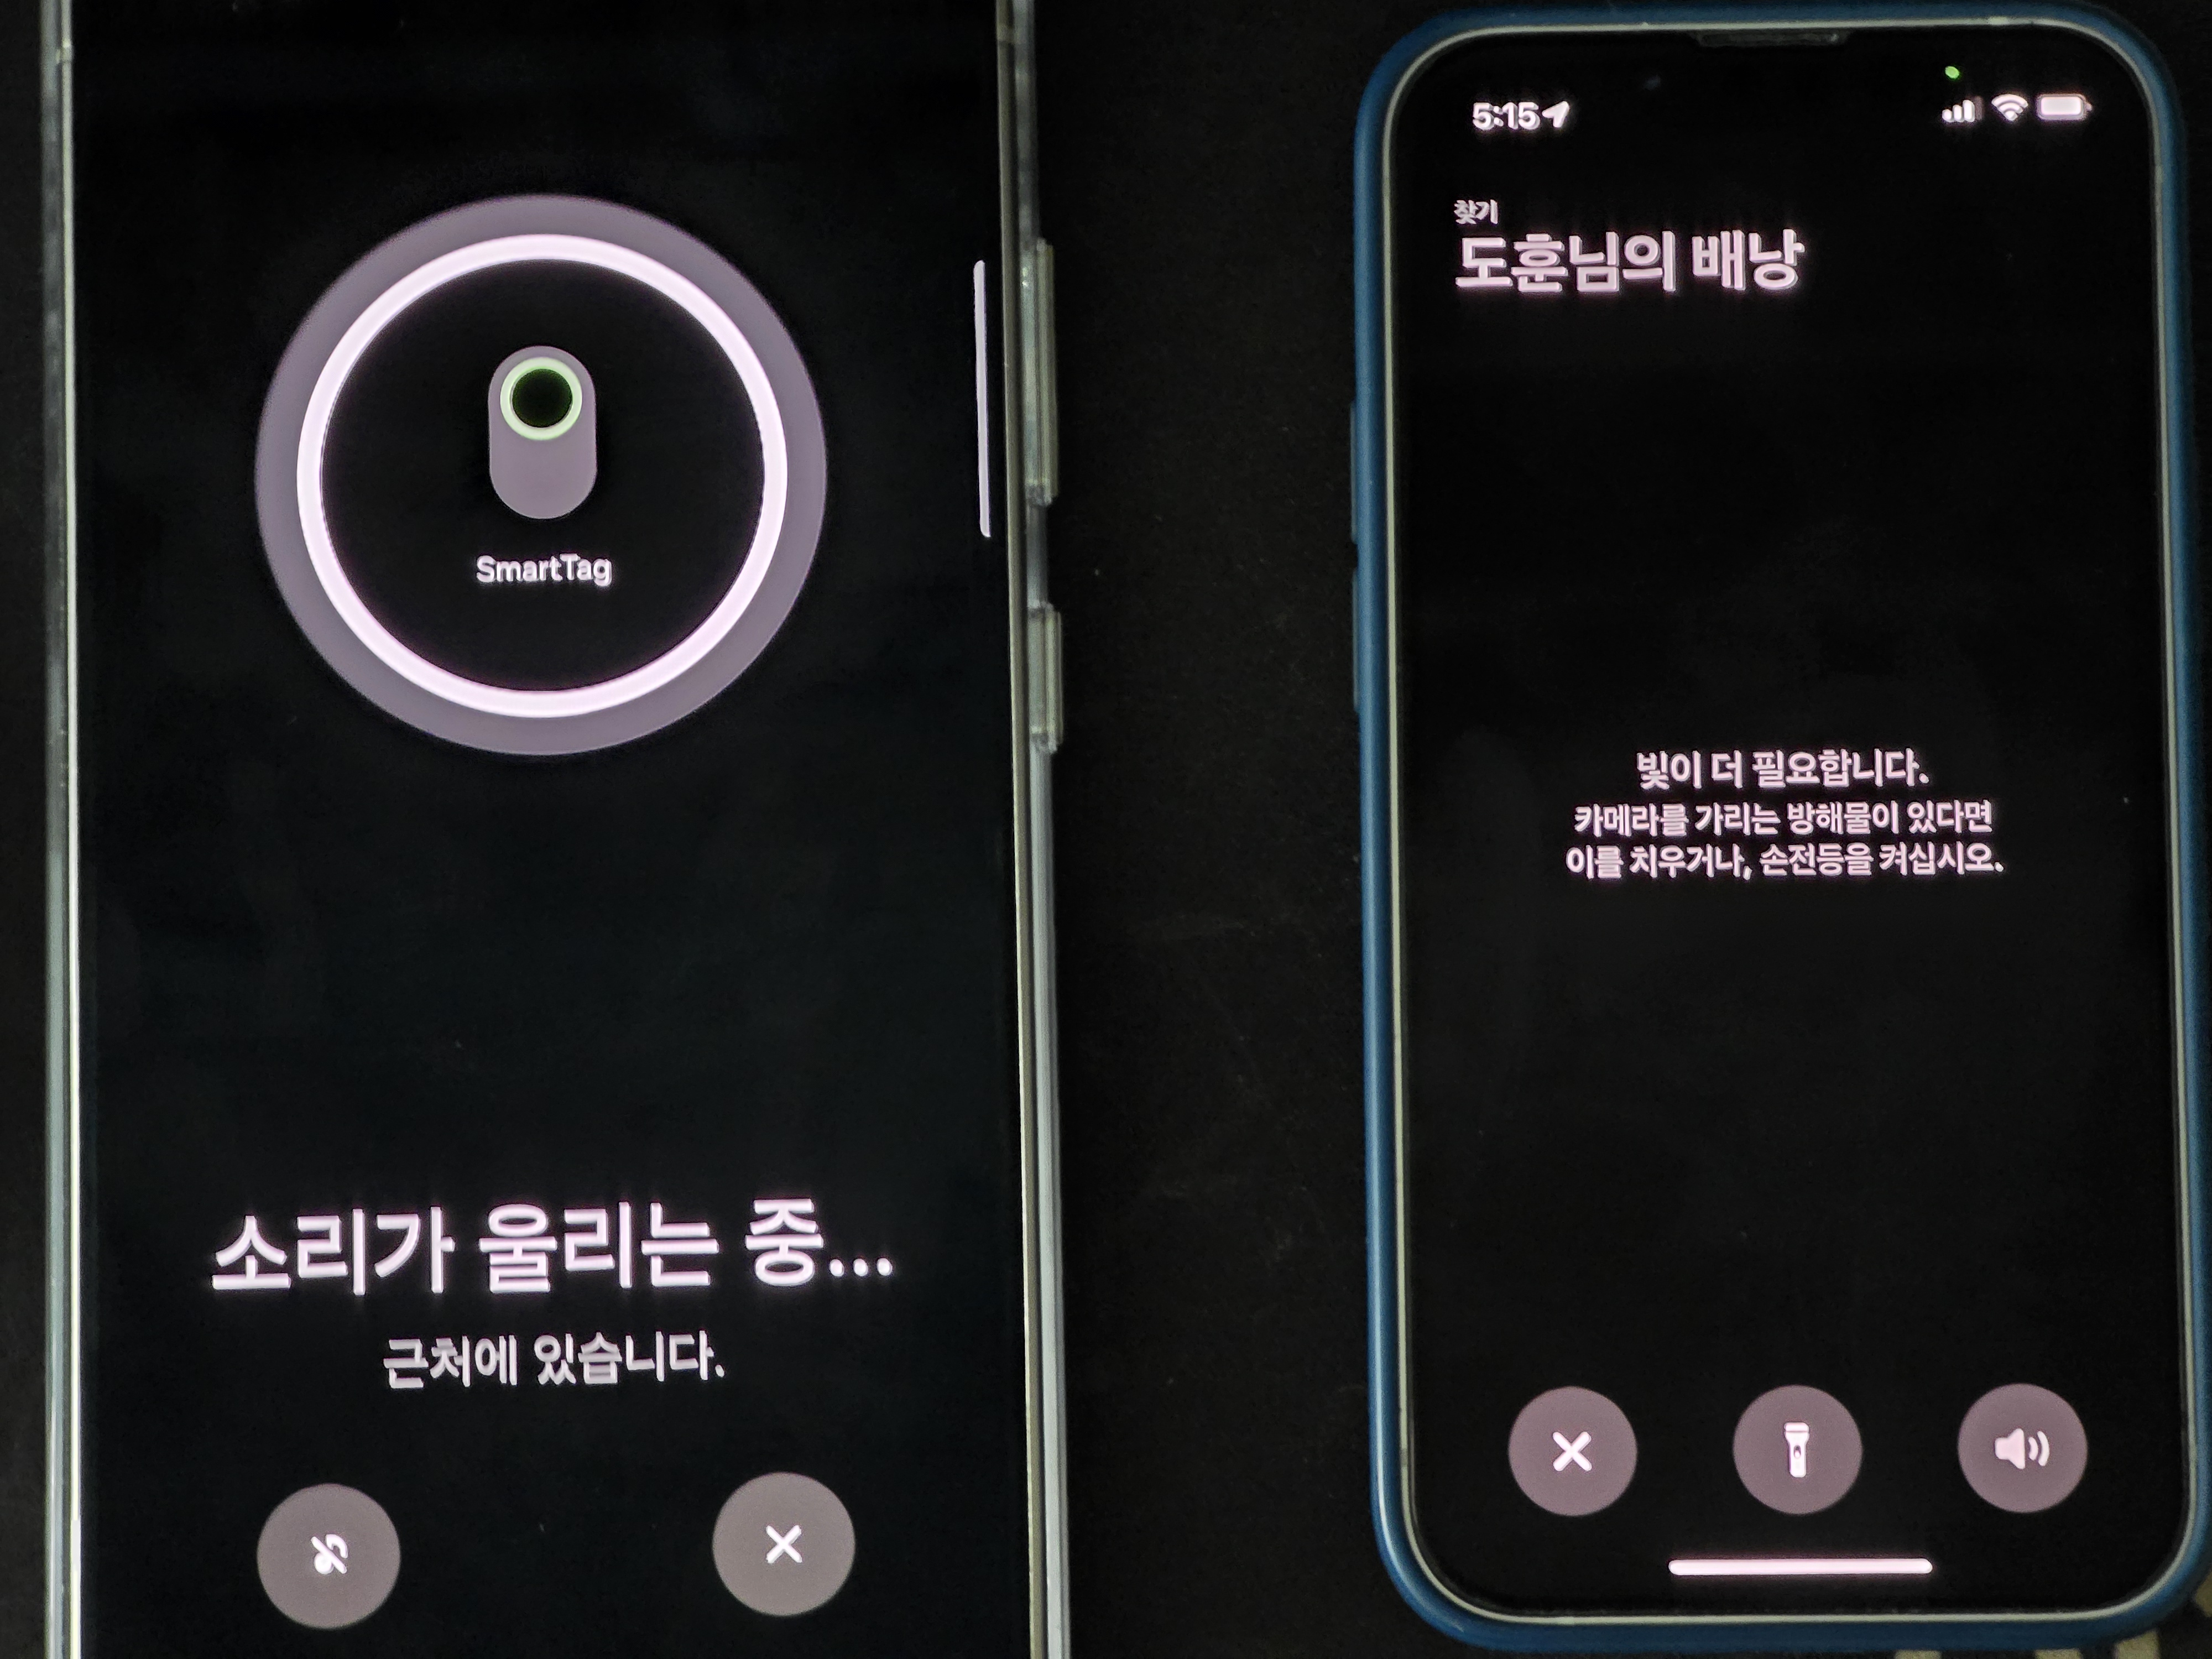 SmartTag
소리가 울리는 중...
근처에 있습니다.
5:15
찾기
도훈님의 배낭
빛이 더 필요합니다.
카메라를 가리는 방해물이 있다면
이를 치우거나, 손전등을 켜십시오.